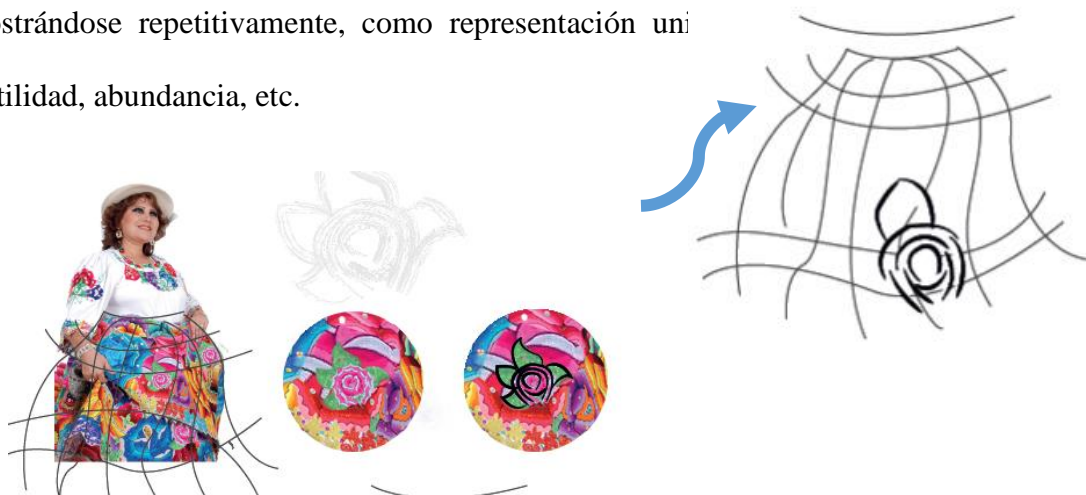 strándose repetitivamente, como representación uni
tilidad, abundancia, etc.